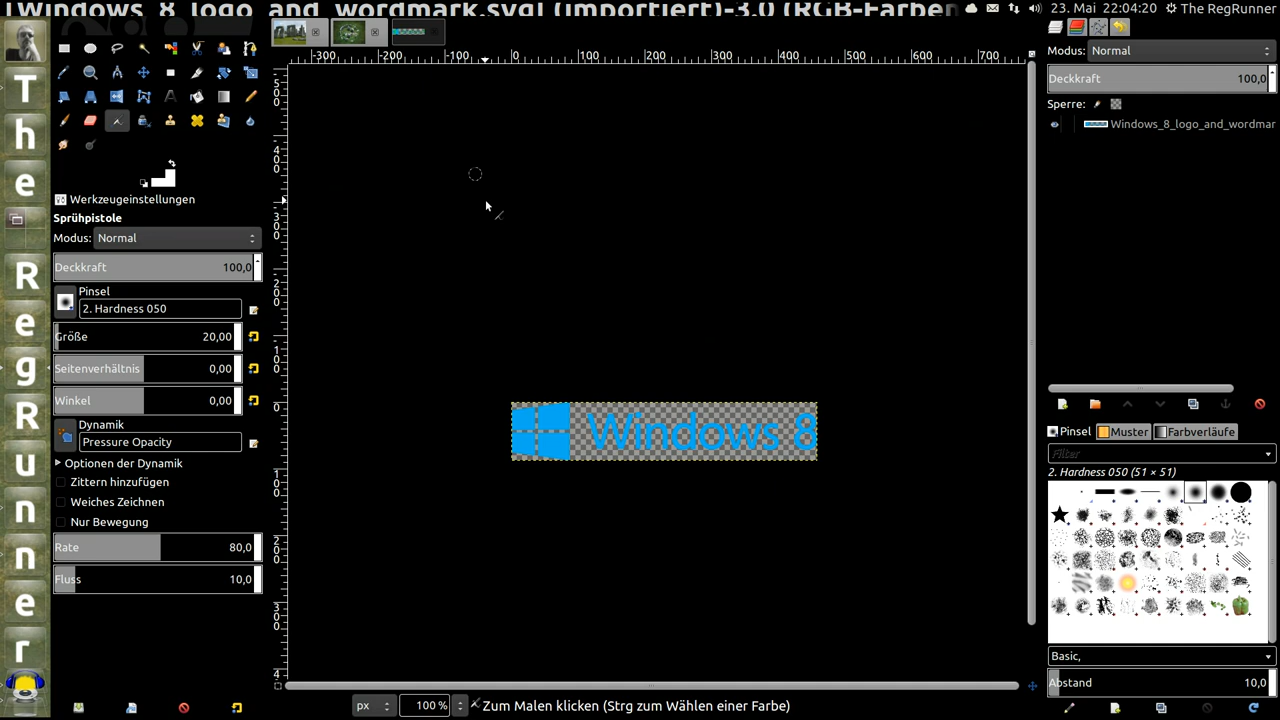 [Windows_8_logo_and_wordmark.svg] (importiert)-3.0 (RGB-Farben
23. Mai 22:04:20 The RegRunner
T
h
e
R
e
g
R
u
n
n
e
r
-300 -200 -100 0 100 200 300 400 500 600 700
Werkzeugeinstellungen
Sprühpistole
Modus: Normal
Deckkraft 100,0
Pinsel
2. Hardness 050
Größe 20,00
Seitenverhältnis 0,00
Winkel 0,00
Dynamik
Pressure Opacity
Optionen der Dynamik
Zittern hinzufügen
Weiches Zeichnen
Nur Bewegung
Rate 80,0
Fluss 10,0
Windows 8
px 100 % Zum Malen klicken (Strg zum Wählen einer Farbe)
Modus: Normal
Deckkraft 100,0
Sperre:
Windows_8_logo_and_wordmar
Pinsel Muster Farbverläufe
Filter
2. Hardness 050 (51 × 51)
Basic,
Abstand 10,0